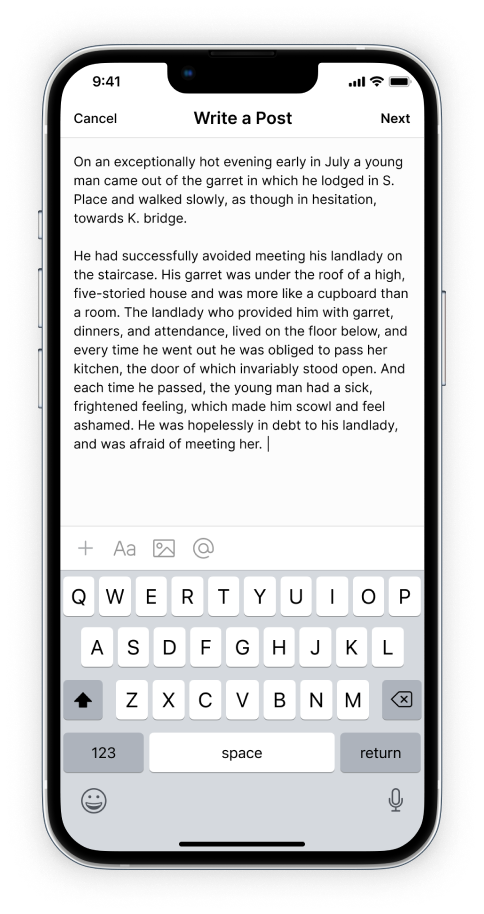 9:41
Cancel Write a Post Next
On an exceptionally hot evening early in July a young
man came out of the garret in which he lodged in S.
Place and walked slowly, as though in hesitation,
towards K. bridge.
He had successfully avoided meeting his landlady on
the staircase. His garret was under the roof of a high,
five-storied house and was more like a cupboard than
a room. The landlady who provided him with garret,
dinners, and attendance, lived on the floor below, and
every time he went out he was obliged to pass her
kitchen, the door of which invariably stood open. And
each time he passed, the young man had a sick,
frightened feeling, which made him scowl and feel
ashamed. He was hopelessly in debt to his landlady,
and was afraid of meeting her.
Aa @
Q W E R T Y U I O P
A S D F G H J K L
Z X C V B N M
123 space return